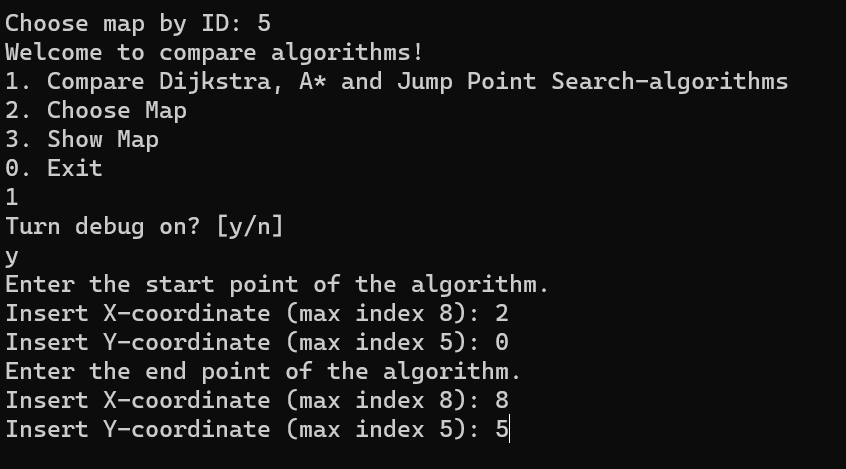 Choose map by ID: 5
Welcome to compare algorithms!
1. Compare Dijkstra, A* and Jump Point Search-algorithms
2. Choose Map
3. Show Map
0. Exit
1
Turn debug on? [y/n]
y
Enter the start point of the algorithm.
Insert X-coordinate (max index 8): 2
Insert Y-coordinate (max index 5): 0
Enter the end point of the algorithm.
Insert X-coordinate (max index 8): 8
Insert Y-coordinate (max index 5): 5